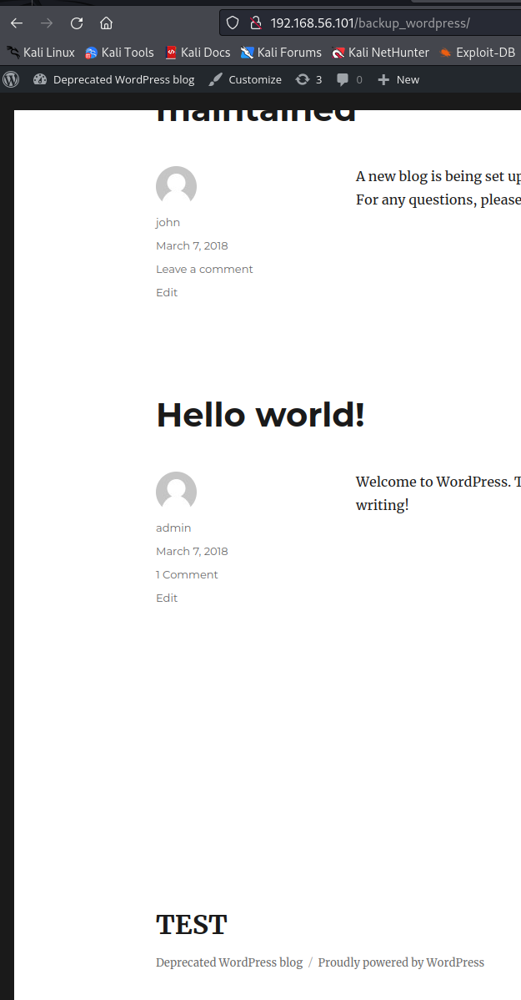 192.168.56.101/backup_wordpress/
Kali Linux Kali Tools Kali Docs Kali Forums Kali NetHunter Exploit-DB
Deprecated WordPress blog Customize 3 0 New
maintained
A new blog is being set up
For any questions, please
john
March 7, 2018
Leave a comment
Edit
Hello world!
Welcome to WordPress. T
writing!
admin
March 7, 2018
1 Comment
Edit
TEST
Deprecated WordPress blog / Proudly powered by WordPress